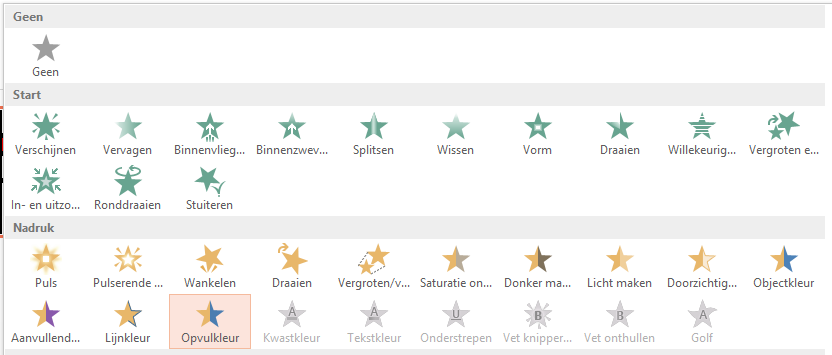 Geen
Geen
Start
Verschijnen Vervagen Binnenvlieg... Binnenzwev... Splitsen Wissen Vorm Draaien Willekeurig... Vergroten e...
In- en uitzo... Ronddraaien Stuiteren
Nadruk
Puls Pulserende ... Wankelen Draaien Vergroten/v... Saturatie on... Donker ma... Licht maken Doorzichtig... Objectkleur
Aanvullend... Lijnkleur Opvulkleur Kwastkleur Tekstkleur Onderstrepen Vet knipper... Vet onthullen Golf